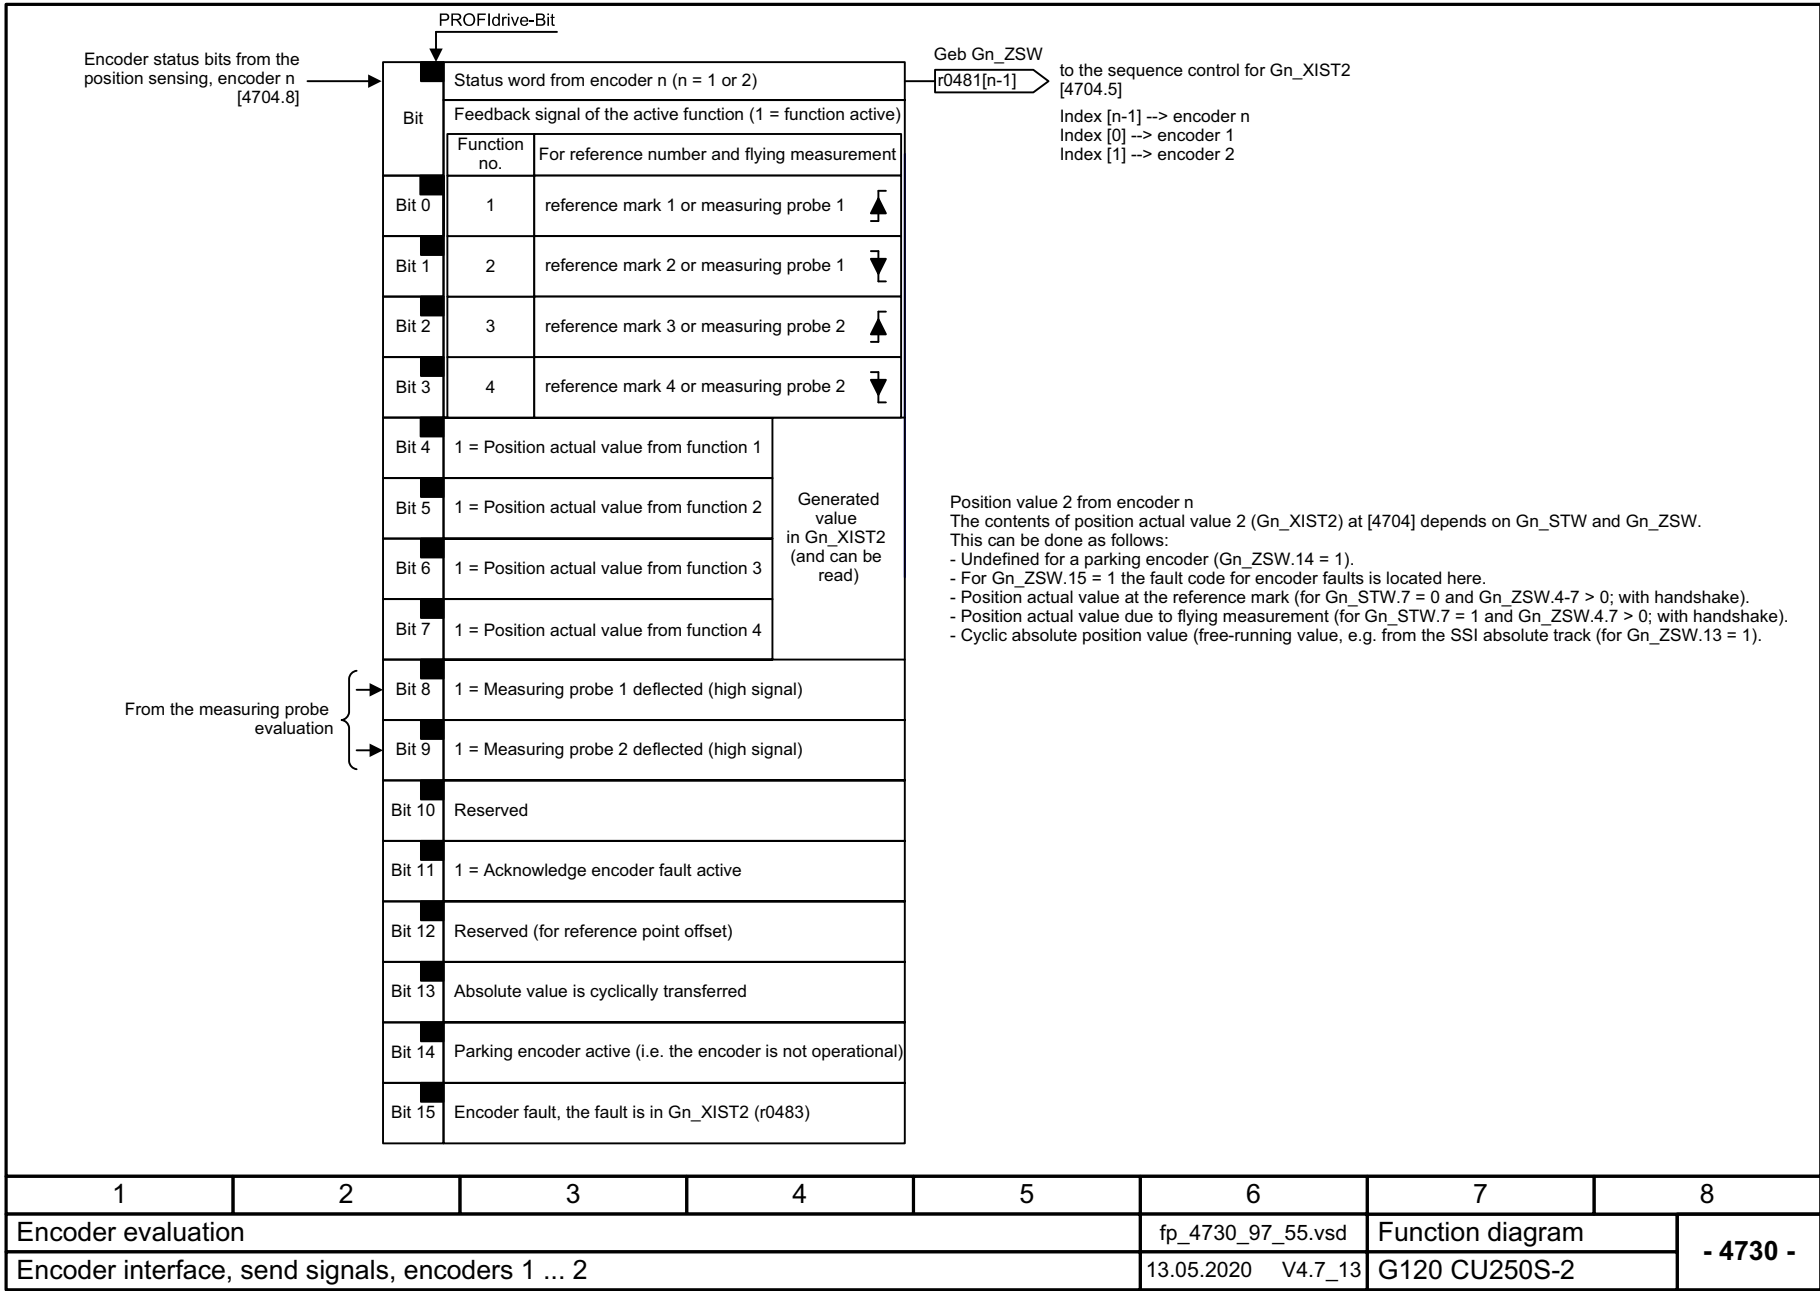 PROFIdrive-Bit
Encoder status bits from the
position sensing, encoder n
[4704.8]
Bit
Status word from encoder n (n = 1 or 2)
Feedback signal of the active function (1 = function active)
Function
no.
For reference number and flying measurement
Geb Gn_ZSW
r0481[n-1]
to the sequence control for Gn_XIST2
[4704.5]
Index [n-1] --> encoder n
Index [0] --> encoder 1
Index [1] --> encoder 2
Bit 0 1 reference mark 1 or measuring probe 1
Bit 1 2 reference mark 2 or measuring probe 1
Bit 2 3 reference mark 3 or measuring probe 2
Bit 3 4 reference mark 4 or measuring probe 2
Bit 4 1 = Position actual value from function 1
Bit 5 1 = Position actual value from function 2
Bit 6 1 = Position actual value from function 3
Bit 7 1 = Position actual value from function 4
Generated
value
in Gn_XIST2
(and can be
read)
Position value 2 from encoder n
The contents of position actual value 2 (Gn_XIST2) at [4704] depends on Gn_STW and Gn_ZSW.
This can be done as follows:
- Undefined for a parking encoder (Gn_ZSW.14 = 1).
- For Gn_ZSW.15 = 1 the fault code for encoder faults is located here.
- Position actual value at the reference mark (for Gn_STW.7 = 0 and Gn_ZSW.4-7 > 0; with handshake).
- Position actual value due to flying measurement (for Gn_STW.7 = 1 and Gn_ZSW.4.7 > 0; with handshake).
- Cyclic absolute position value (free-running value, e.g. from the SSI absolute track (for Gn_ZSW.13 = 1).
From the measuring probe
evaluation
Bit 8 1 = Measuring probe 1 deflected (high signal)
Bit 9 1 = Measuring probe 2 deflected (high signal)
Bit 10 Reserved
Bit 11 1 = Acknowledge encoder fault active
Bit 12 Reserved (for reference point offset)
Bit 13 Absolute value is cyclically transferred
Bit 14 Parking encoder active (i.e. the encoder is not operational)
Bit 15 Encoder fault, the fault is in Gn_XIST2 (r0483)
1 2 3 4 5 6 7 8
Encoder evaluation fp_4730_97_55.vsd Function diagram
- 4730 -
Encoder interface, send signals, encoders 1 ... 2 13.05.2020 V4.7_13 G120 CU250S-2